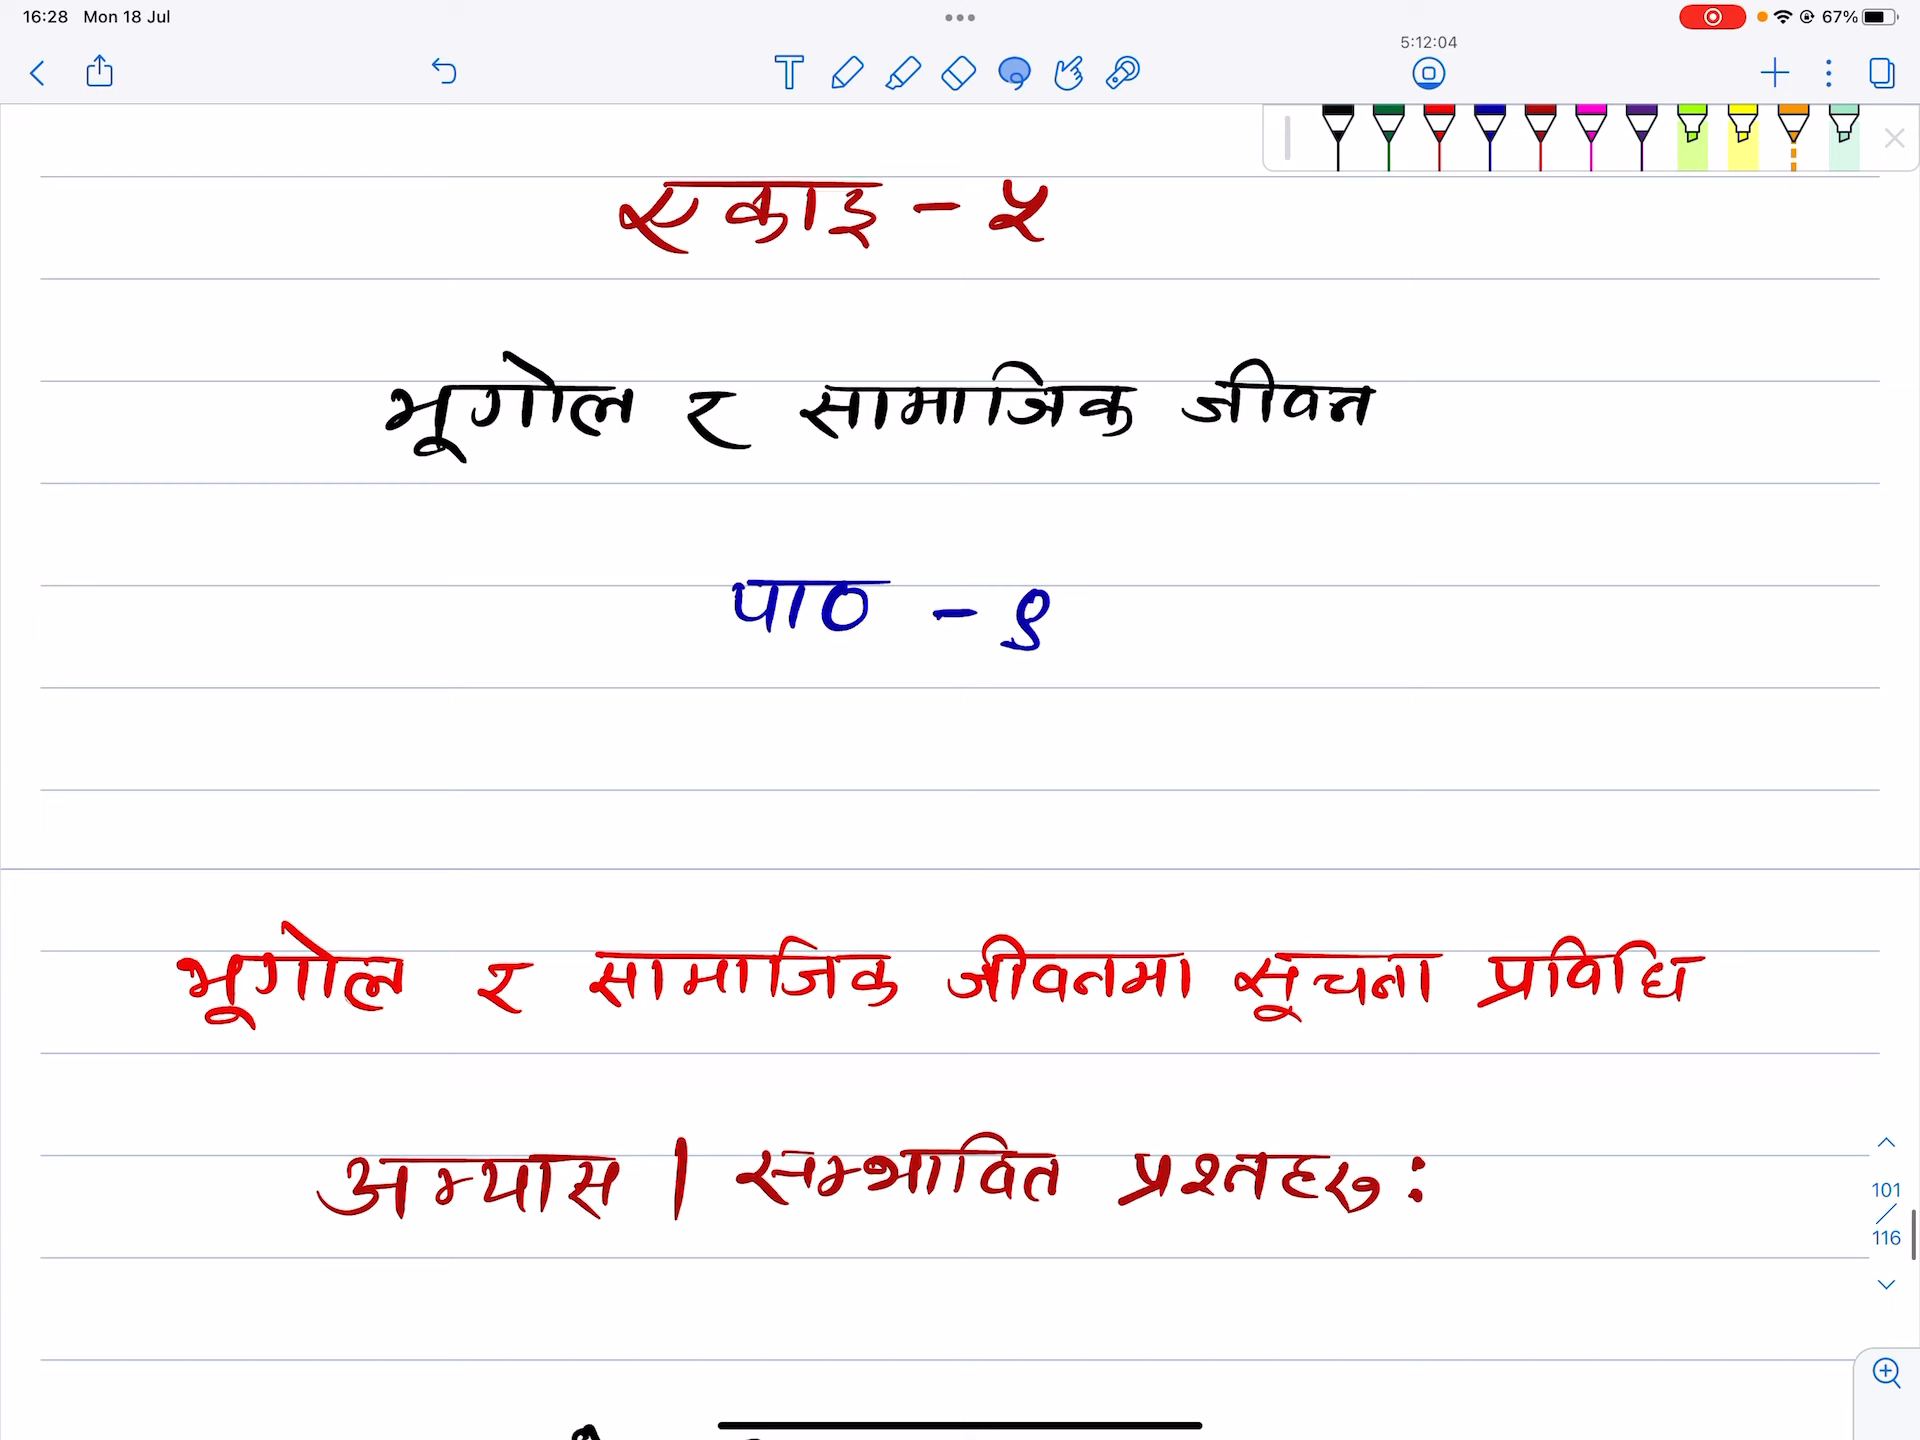 16:28 Mon 18 Jul
67%
5:12:04
एकाइ - ५
भूगोल र सामाजिक जीवन
पाठ - ९
भूगोल र सामाजिक जीवनमा सूचना प्रविधि
अभ्यास । सम्भावित प्रश्नहरू :
101
116